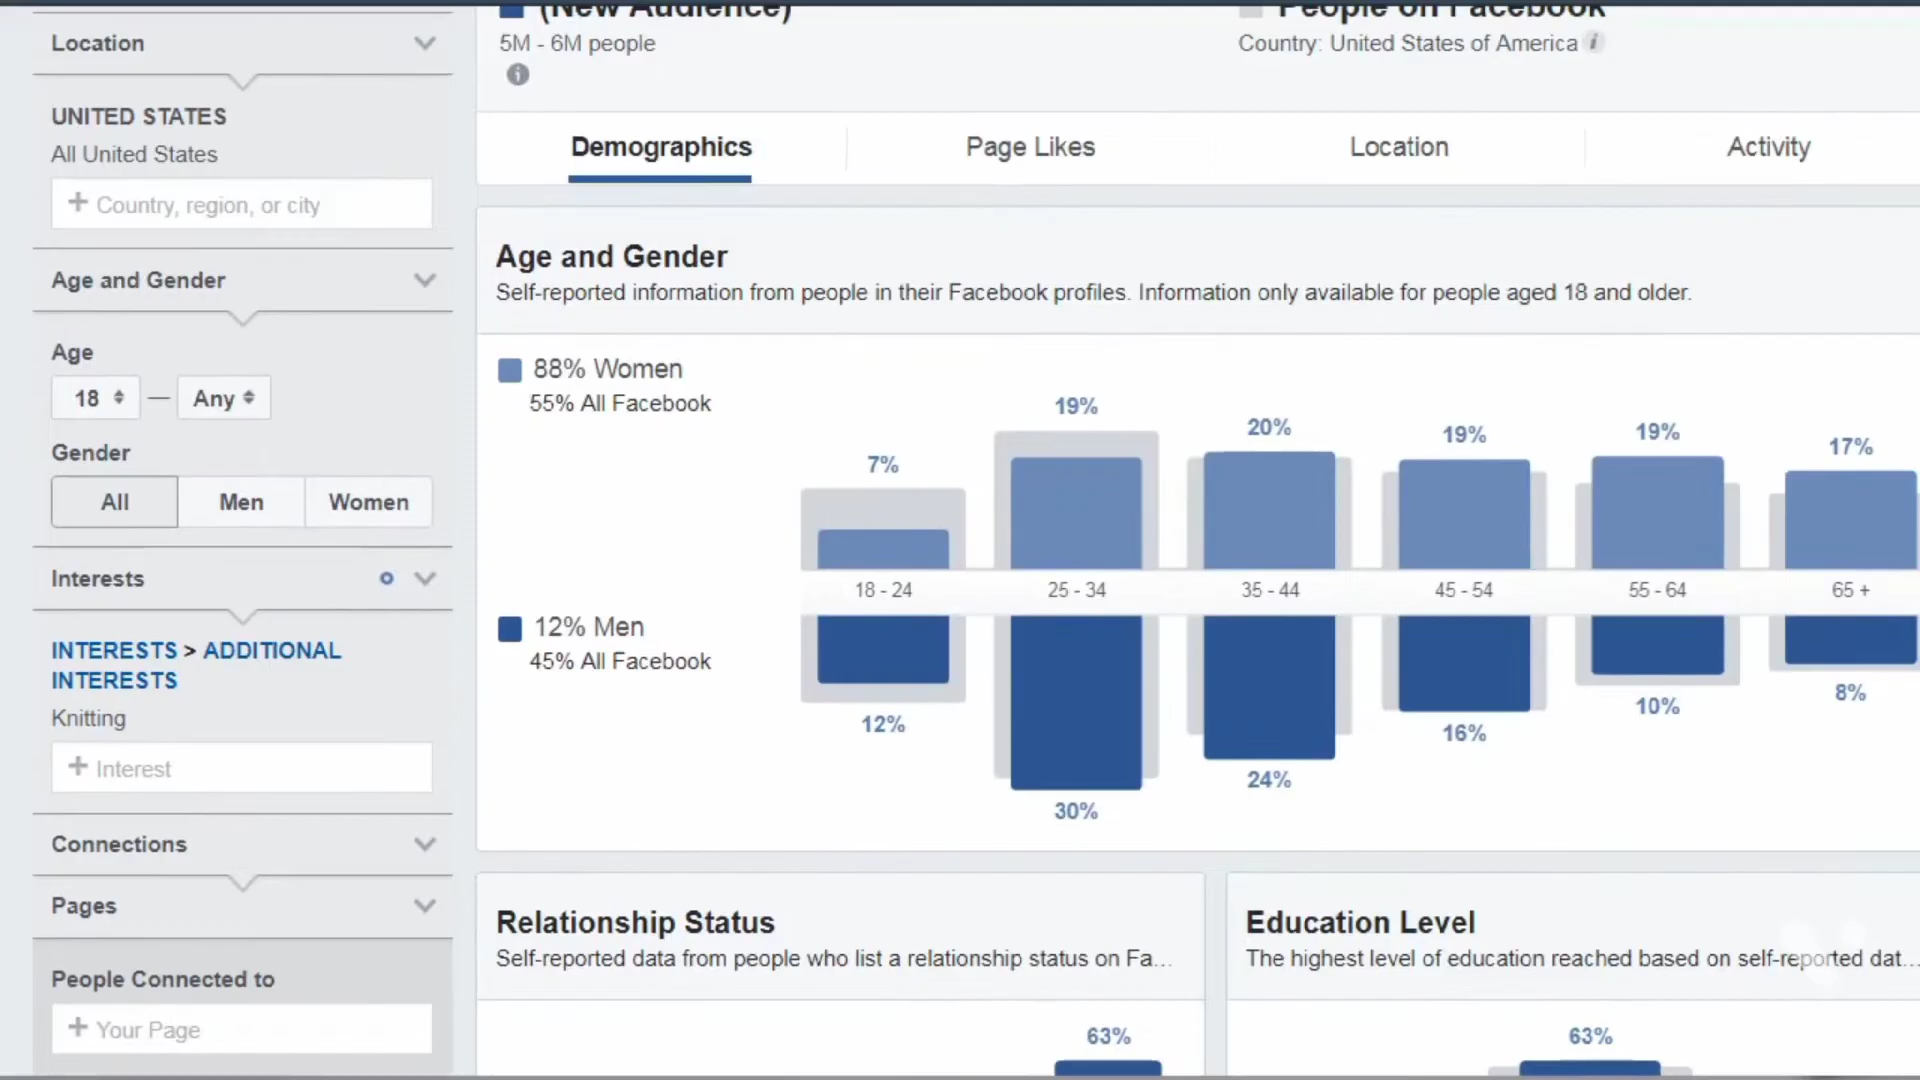 Location
UNITED STATES
All United States
+ Country, region, or city
Age and Gender
Age
18 — Any
Gender
All Men Women
Interests
INTERESTS > ADDITIONAL
INTERESTS
Knitting
+ Interest
Connections
Pages
People Connected to
+ Your Page
(New Audience)
5M - 6M people
People on Facebook
Country: United States of America
Demographics Page Likes Location Activity
Age and Gender
Self-reported information from people in their Facebook profiles. Information only available for people aged 18 and older.
88% Women
55% All Facebook
7% 19% 20% 19% 19% 17%
18 - 24 25 - 34 35 - 44 45 - 54 55 - 64 65 +
12% Men
45% All Facebook
12% 30% 24% 16% 10% 8%
Relationship Status
Self-reported data from people who list a relationship status on Fa...
63%
Education Level
The highest level of education reached based on self-reported dat...
63%